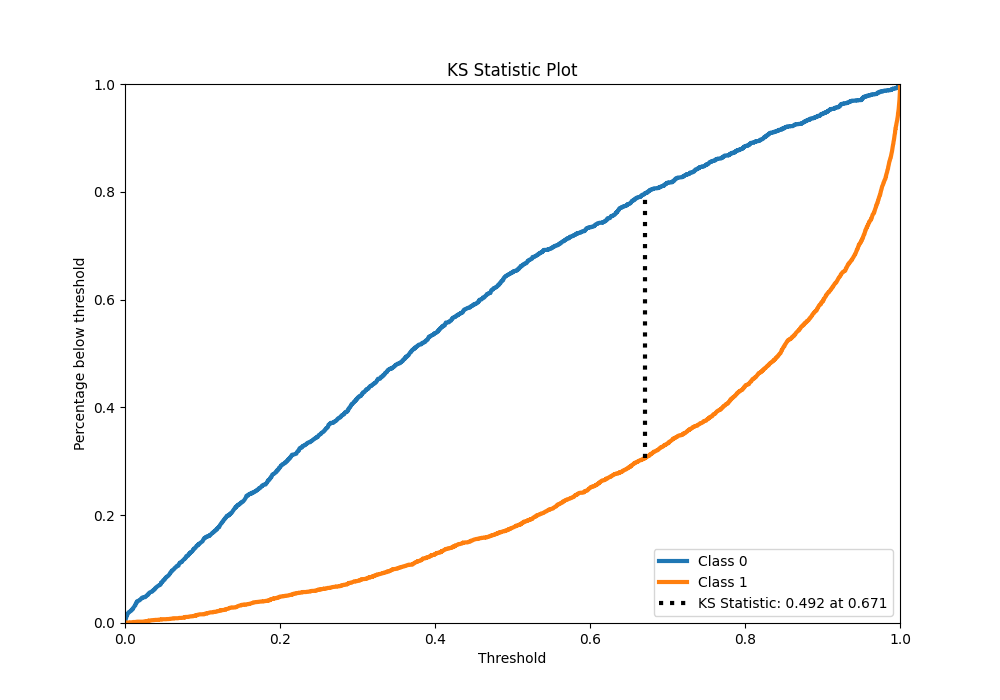 KS Statistic Plot
1.0
0.8
0.6
0.4
0.2
0.0
Percentage below threshold
0.0 0.2 0.4 0.6 0.8 1.0
Threshold
Class 0
Class 1
KS Statistic: 0.492 at 0.671